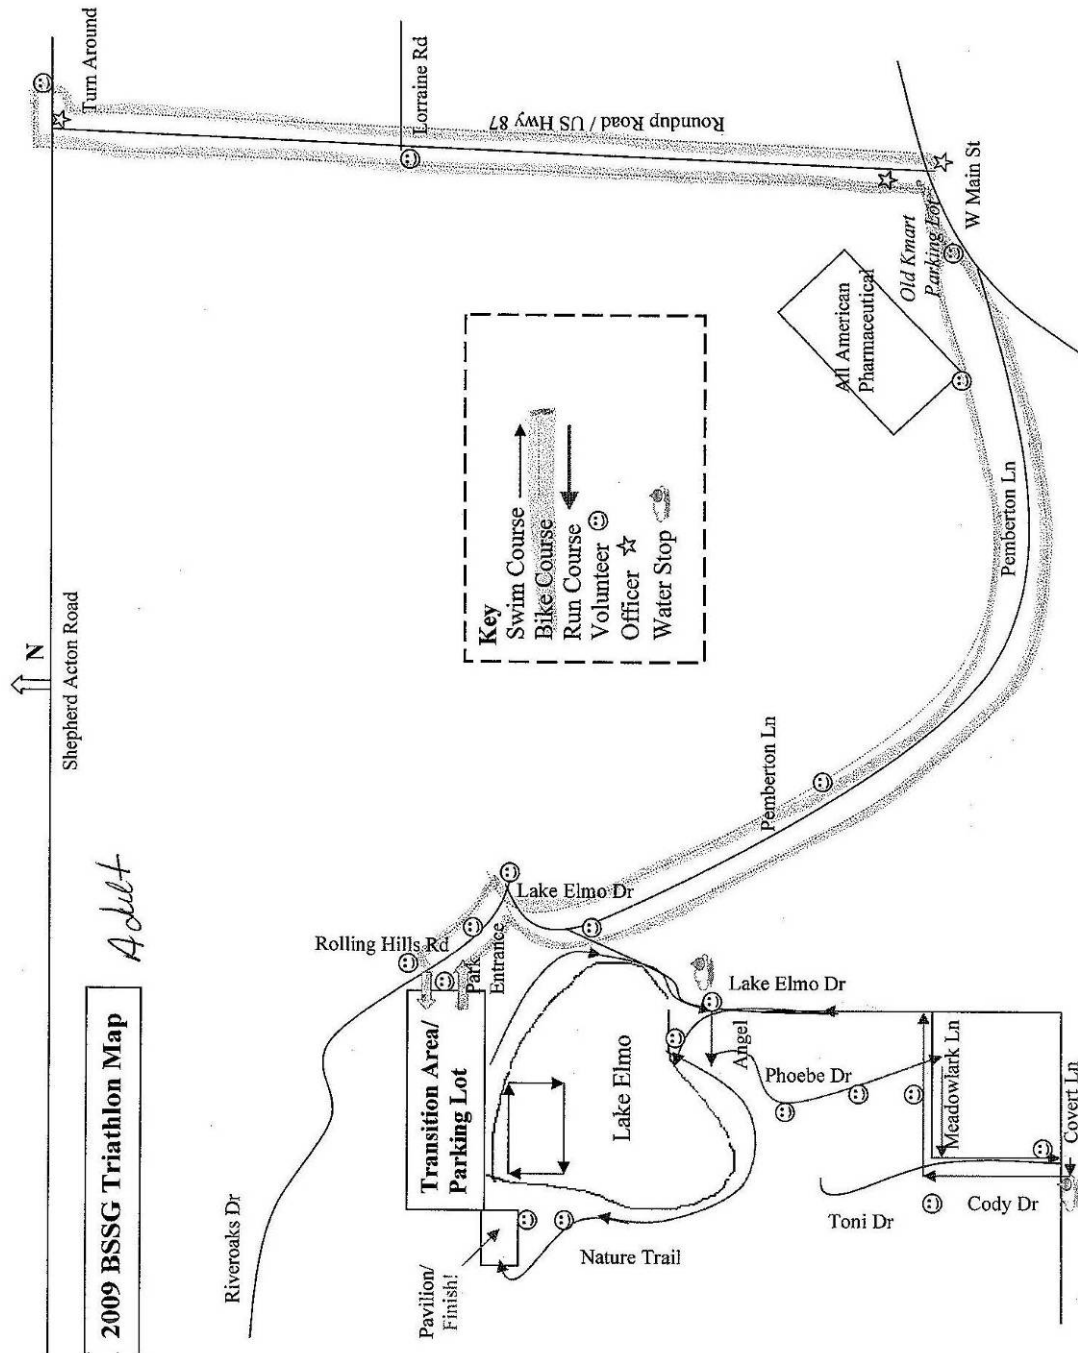 2009 BSSG Triathlon Map
Adult
N
Shepherd Acton Road
Turn Around
Lorraine Rd
Roundup Road / US Hwy 87
W Main St
Old Kmart
Parking Lot
All American
Pharmaceutical
Pemberton Ln
Pemberton Ln
Key
Swim Course
Bike Course
Run Course
Volunteer
Officer
Water Stop
Riveroaks Dr
Rolling Hills Rd
Lake Elmo Dr
Park
Entrance
Transition Area/
Parking Lot
Pavilion/
Finish!
Lake Elmo
Nature Trail
Lake Elmo Dr
Angel
Phoebe Dr
Meadowlark Ln
Toni Dr
Cody Dr
Covert Ln